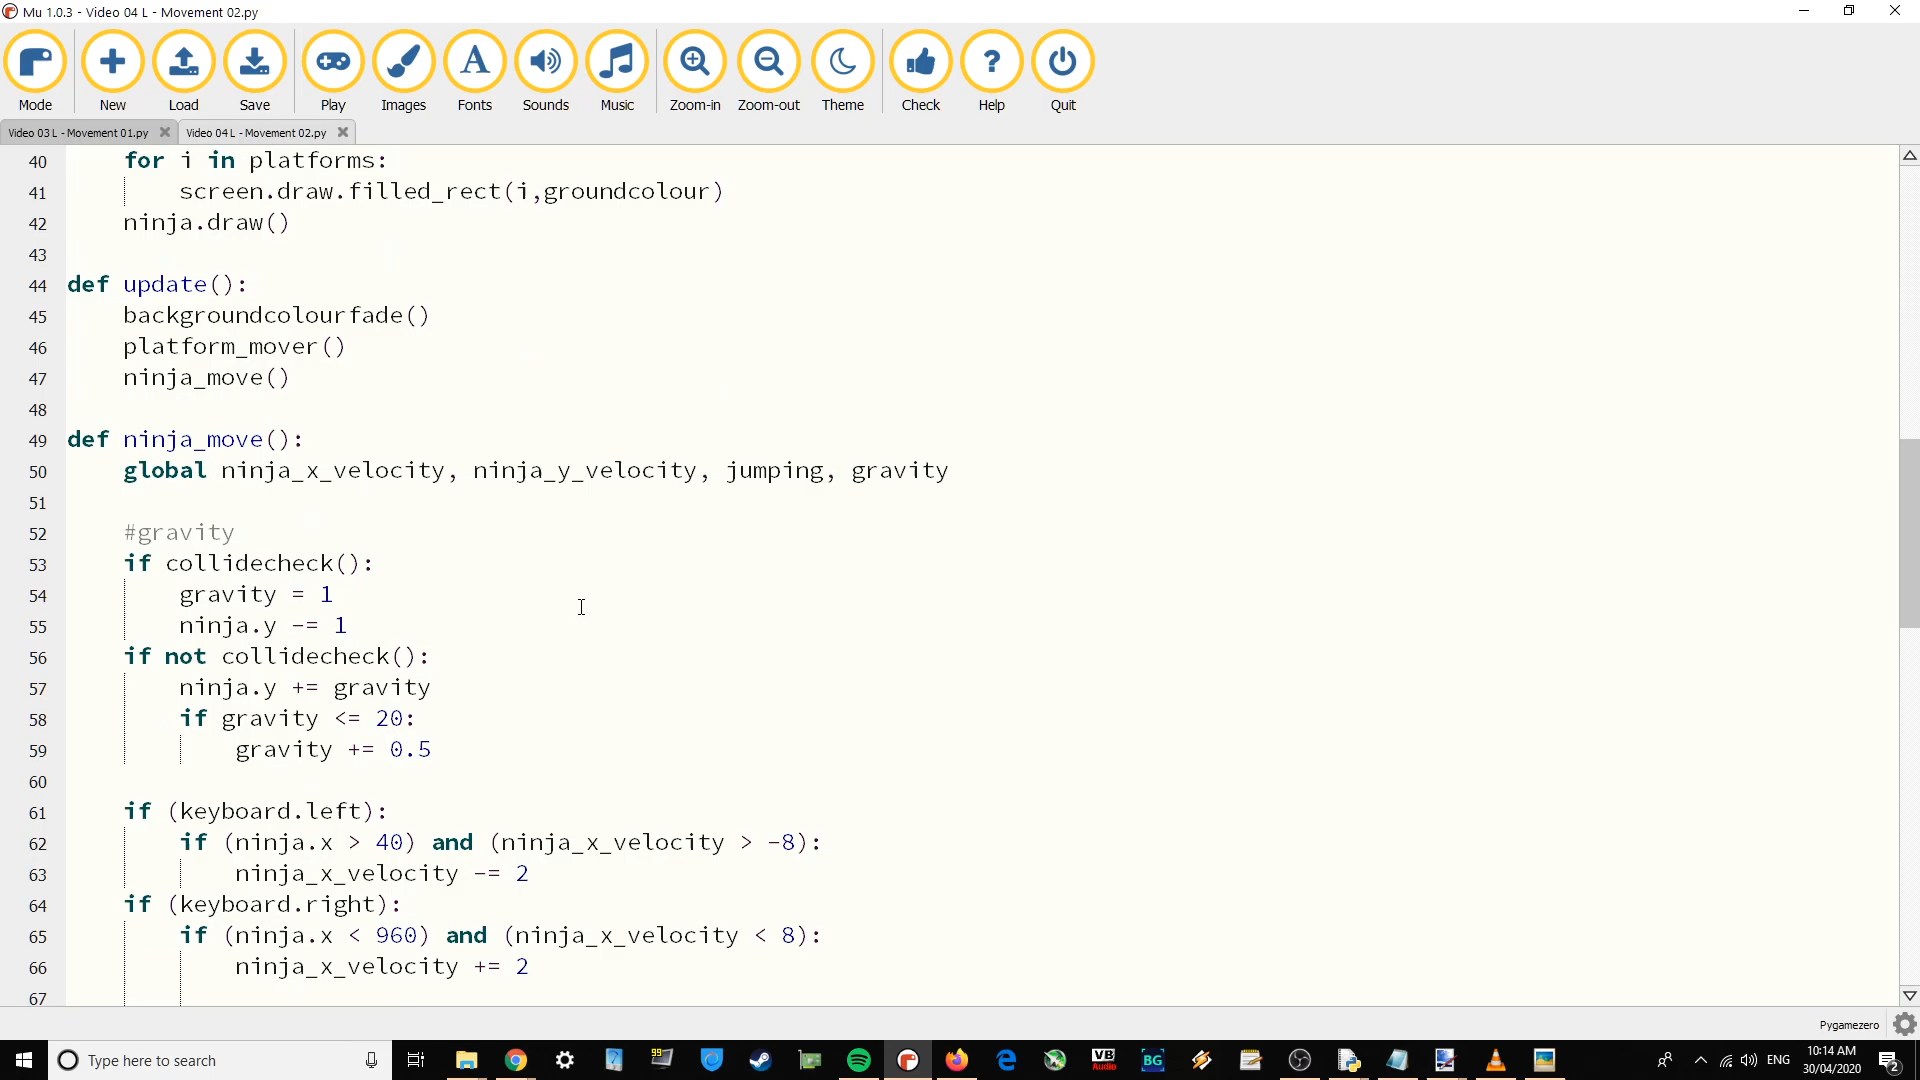 Mu 1.0.3 - Video 04 L - Movement 02.py
Mode New Load Save Play Images Fonts Sounds Music Zoom-in Zoom-out Theme Check Help Quit
Video 03 L - Movement 01.py Video 04 L - Movement 02.py
40 for i in platforms:
41 screen.draw.filled_rect(i,groundcolour)
42 ninja.draw()
43
44 def update():
45 backgroundcolourfade()
46 platform_mover()
47 ninja_move()
48
49 def ninja_move():
50 global ninja_x_velocity, ninja_y_velocity, jumping, gravity
51
52 #gravity
53 if collidecheck():
54 gravity = 1
55 ninja.y -= 1
56 if not collidecheck():
57 ninja.y += gravity
58 if gravity <= 20:
59 gravity += 0.5
60
61 if (keyboard.left):
62 if (ninja.x > 40) and (ninja_x_velocity > -8):
63 ninja_x_velocity -= 2
64 if (keyboard.right):
65 if (ninja.x < 960) and (ninja_x_velocity < 8):
66 ninja_x_velocity += 2
67
Pygamezero
Type here to search
99
VB Audio
BG
ENG
10:14 AM
30/04/2020
2